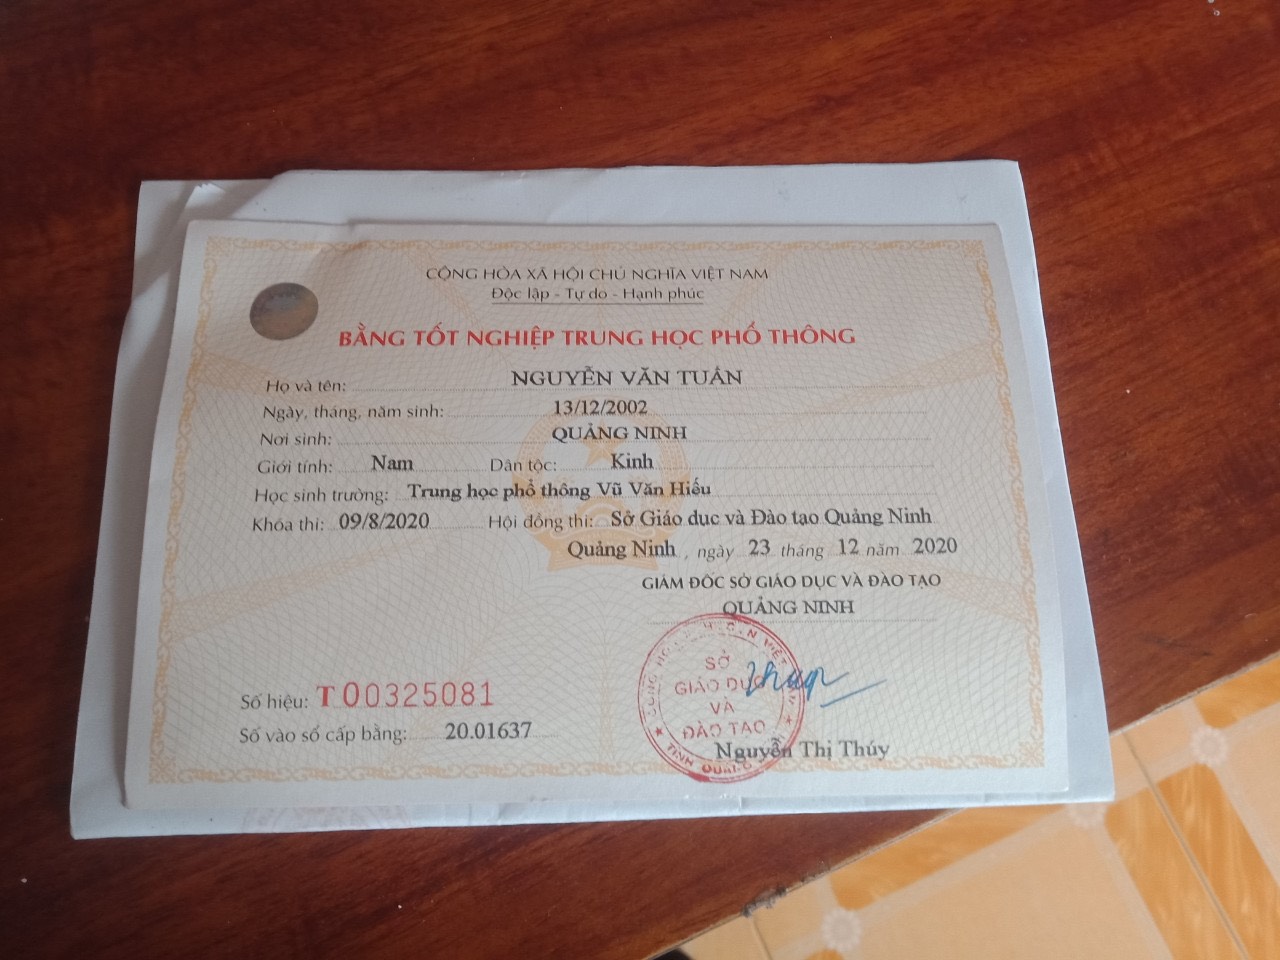 CỘNG HÒA XÃ HỘI CHỦ NGHĨA VIỆT NAM
Độc lập - Tự do - Hạnh phúc
BẰNG TỐT NGHIỆP TRUNG HỌC PHỔ THÔNG
Họ và tên: NGUYỄN VĂN TUÂN
Ngày, tháng, năm sinh: 13/12/2002
Nơi sinh: QUẢNG NINH
Giới tính: Nam Dân tộc: Kinh
Học sinh trường: Trung học phổ thông Vũ Văn Hiếu
Khóa thi: 09/8/2020 Hội đồng thi: Sở Giáo dục và Đào tạo Quảng Ninh
Quảng Ninh , ngày 23 tháng 12 năm 2020
GIÁM ĐỐC SỞ GIÁO DỤC VÀ ĐÀO TẠO
QUẢNG NINH
SỞ
GIÁO DỤC
VÀ
ĐÀO TẠO
Số hiệu: T 00325081
Số vào sổ cấp bằng: 20.01637
Nguyễn Thị Thúy